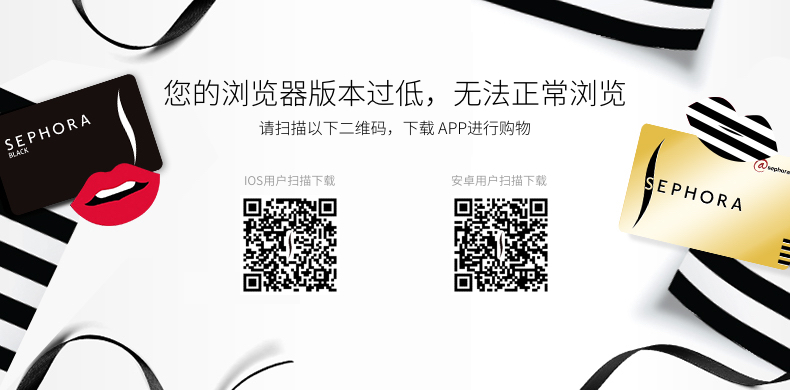 您的浏览器版本过低，无法正常浏览
请扫描以下二维码，下载 APP进行购物
SEPHORA
BLACK
@sephora
SEPHORA
IOS用户扫描下载
安卓用户扫描下载